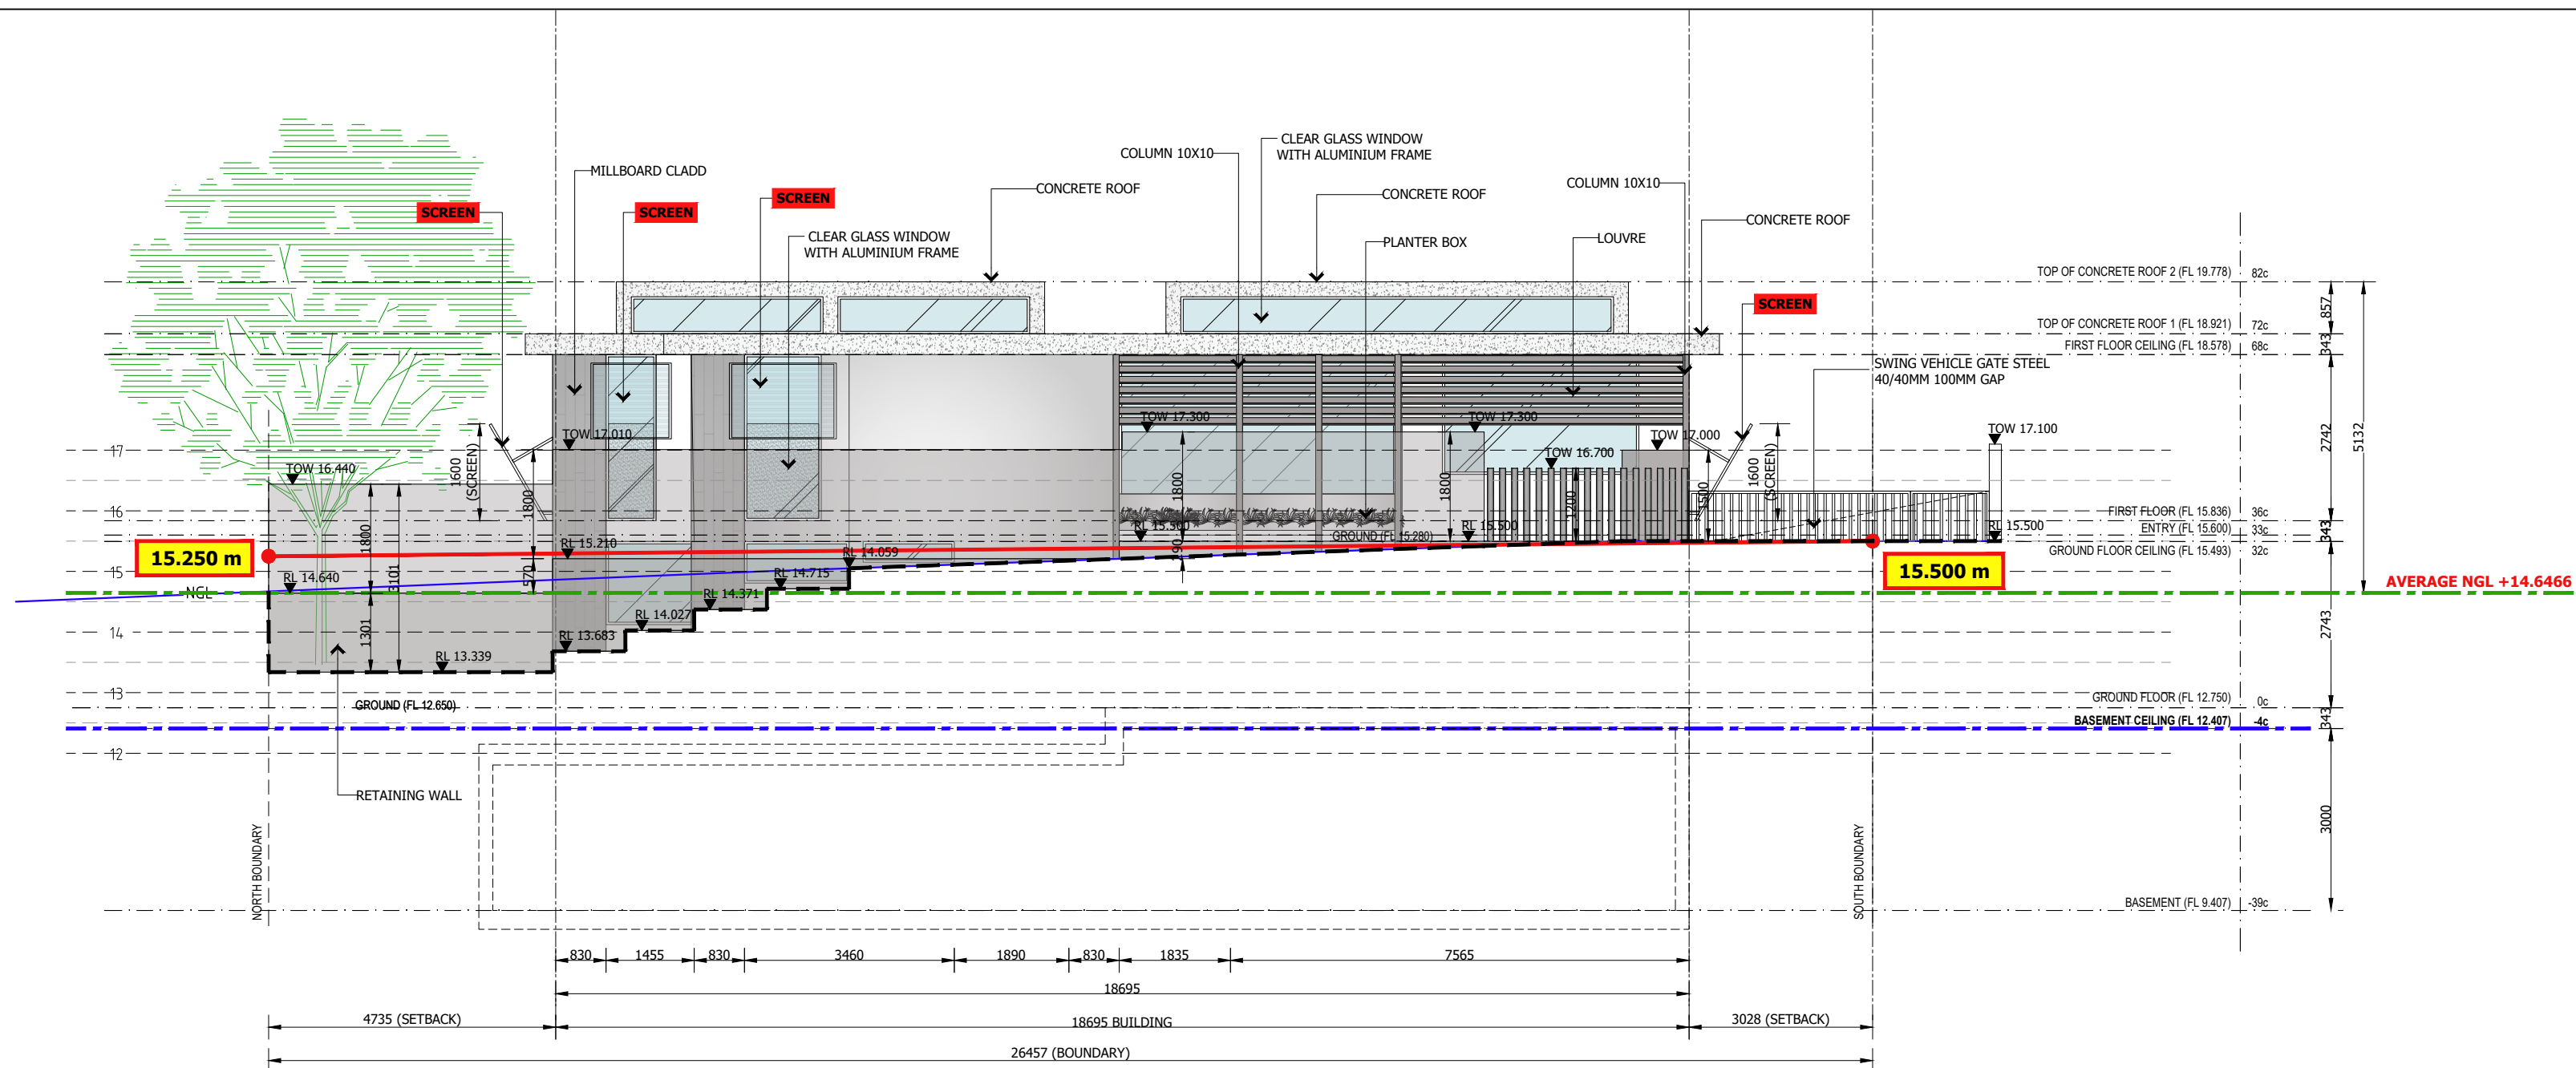 COLUMN 10X10
CLEAR GLASS WINDOW
WITH ALUMINIUM FRAME
MILLBOARD CLADD
SCREEN
SCREEN
SCREEN
CONCRETE ROOF
CONCRETE ROOF
COLUMN 10X10
CONCRETE ROOF
CLEAR GLASS WINDOW
WITH ALUMINIUM FRAME
PLANTER BOX
LOUVRE
SCREEN
TOP OF CONCRETE ROOF 2 (FL 19.778) 82c
TOP OF CONCRETE ROOF 1 (FL 18.921) 72c
FIRST FLOOR CEILING (FL 18.578) 68c
SWING VEHICLE GATE STEEL
40/40MM 100MM GAP
857
343
2742
5132
TOW 17.010
TOW 17.300
TOW 17.300
TOW 17.000
TOW 17.100
TOW 16.700
TOW 16.440
17
16
15
14
13
12
1600
(SCREEN)
1800
1800
3101
1301
570
1800
490
1800
1200
1500
1600
(SCREEN)
FIRST FLOOR (FL 15.836) 36c
ENTRY (FL 15.600) 33c
GROUND FLOOR CEILING (FL 15.493) 32c
343
RL 15.500
RL 15.500
RL 15.500
GROUND (FL 15.280)
15.250 m
15.500 m
RL 15.210
RL 14.059
RL 14.715
RL 14.640
RL 14.371
RL 14.027
RL 13.683
RL 13.339
NGL
AVERAGE NGL +14.6466
2743
GROUND FLOOR (FL 12.750) 0c
GROUND (FL 12.650)
BASEMENT CEILING (FL 12.407) -4c
343
RETAINING WALL
3000
NORTH BOUNDARY
SOUTH BOUNDARY
BASEMENT (FL 9.407) -39c
830 1455 830 3460 1890 830 1835 7565
18695
4735 (SETBACK)
18695 BUILDING
3028 (SETBACK)
26457 (BOUNDARY)